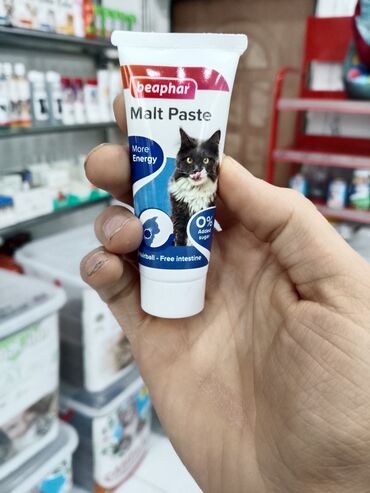 beaphar
Malt Paste
More
Energy
0%
Added
sugar
Hairball - Free intestine